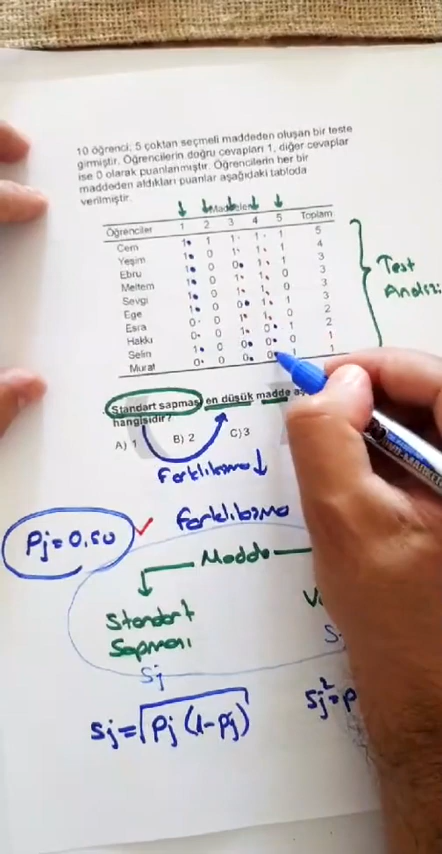 10 öğrenci, 5 çoktan seçmeli maddeden oluşan bir teste
girmiştir. Öğrencilerin doğru cevapları 1, diğer cevaplar
ise 0 olarak puanlanmıştır. Öğrencilerin her bir
maddeden aldıkları puanlar aşağıdaki tabloda
verilmiştir.
Maddeler
Öğrenciler 1 2 3 4 5 Toplam
Cem 1 1 1 1 1 5
Yeşim 1 0 1 1 1 4
Ebru 1 0 0 1 1 3
Meltem 1 0 1 1 0 3
Sevgi 1 0 1 1 0 3
Ege 1 0 0 1 1 3
Esra 0 0 1 1 0 2
Hakkı 0 0 1 0 1 2
Selin 1 0 0 0 0 1
Murat 0 0 0 0 1
Test
Analizi
Standart sapması en düşük madde
hangisidir?
A) 1 B) 2 C) 3
Farklılaşma ↓
Pj=0,50 Farklılaşma
Madde
Standart
Sapması
Sj
Sj=√Pj (1-Pj)
Sj²=P